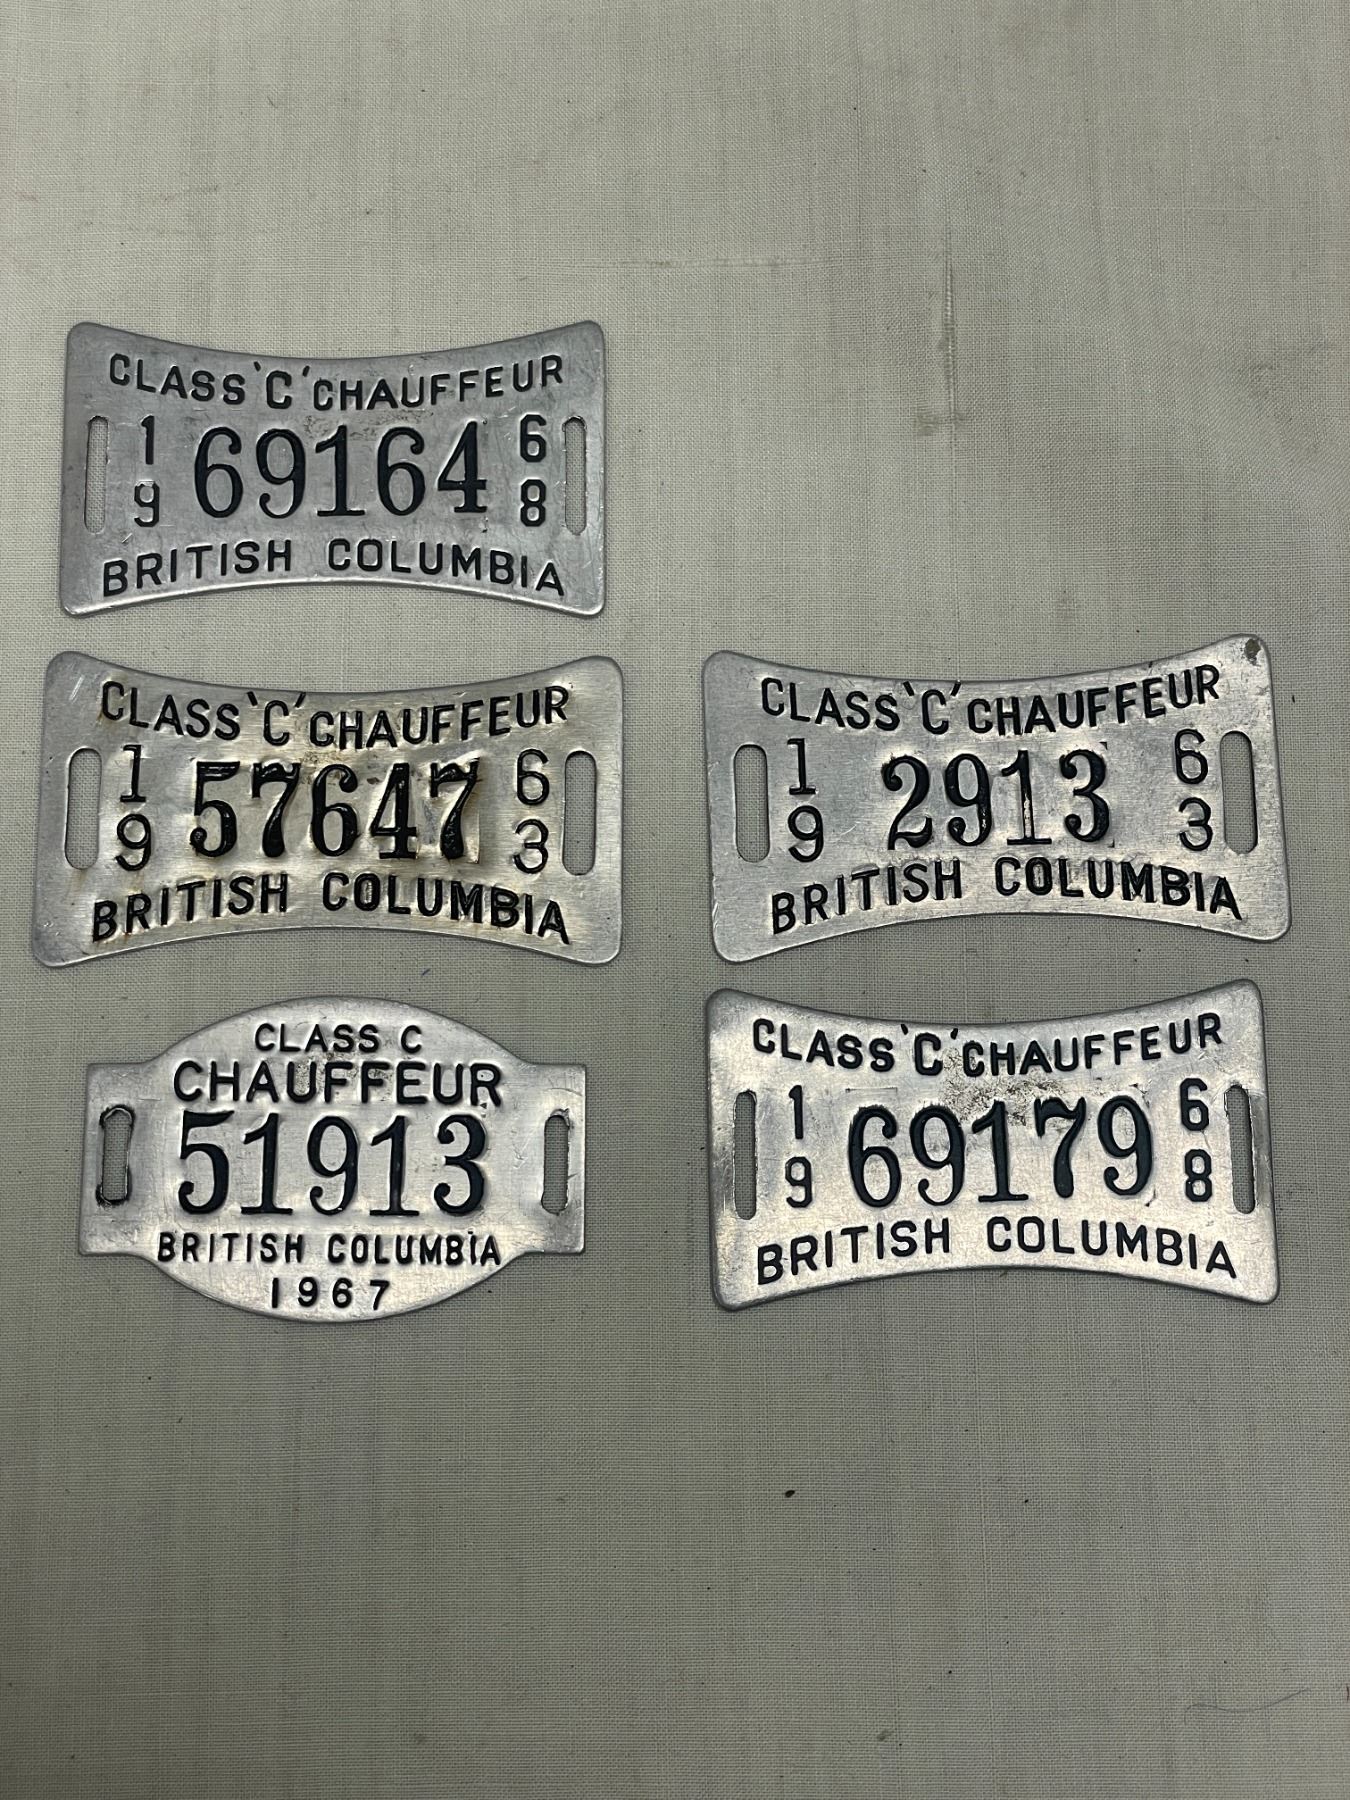 CLASS 'C' CHAUFFEUR
19 69164 68
BRITISH COLUMBIA
CLASS 'C' CHAUFFEUR
19 57647 63
BRITISH COLUMBIA
CLASS 'C' CHAUFFEUR
19 2913 63
BRITISH COLUMBIA
CLASS C
CHAUFFEUR
51913
BRITISH COLUMBIA
1967
CLASS 'C' CHAUFFEUR
19 69179 68
BRITISH COLUMBIA